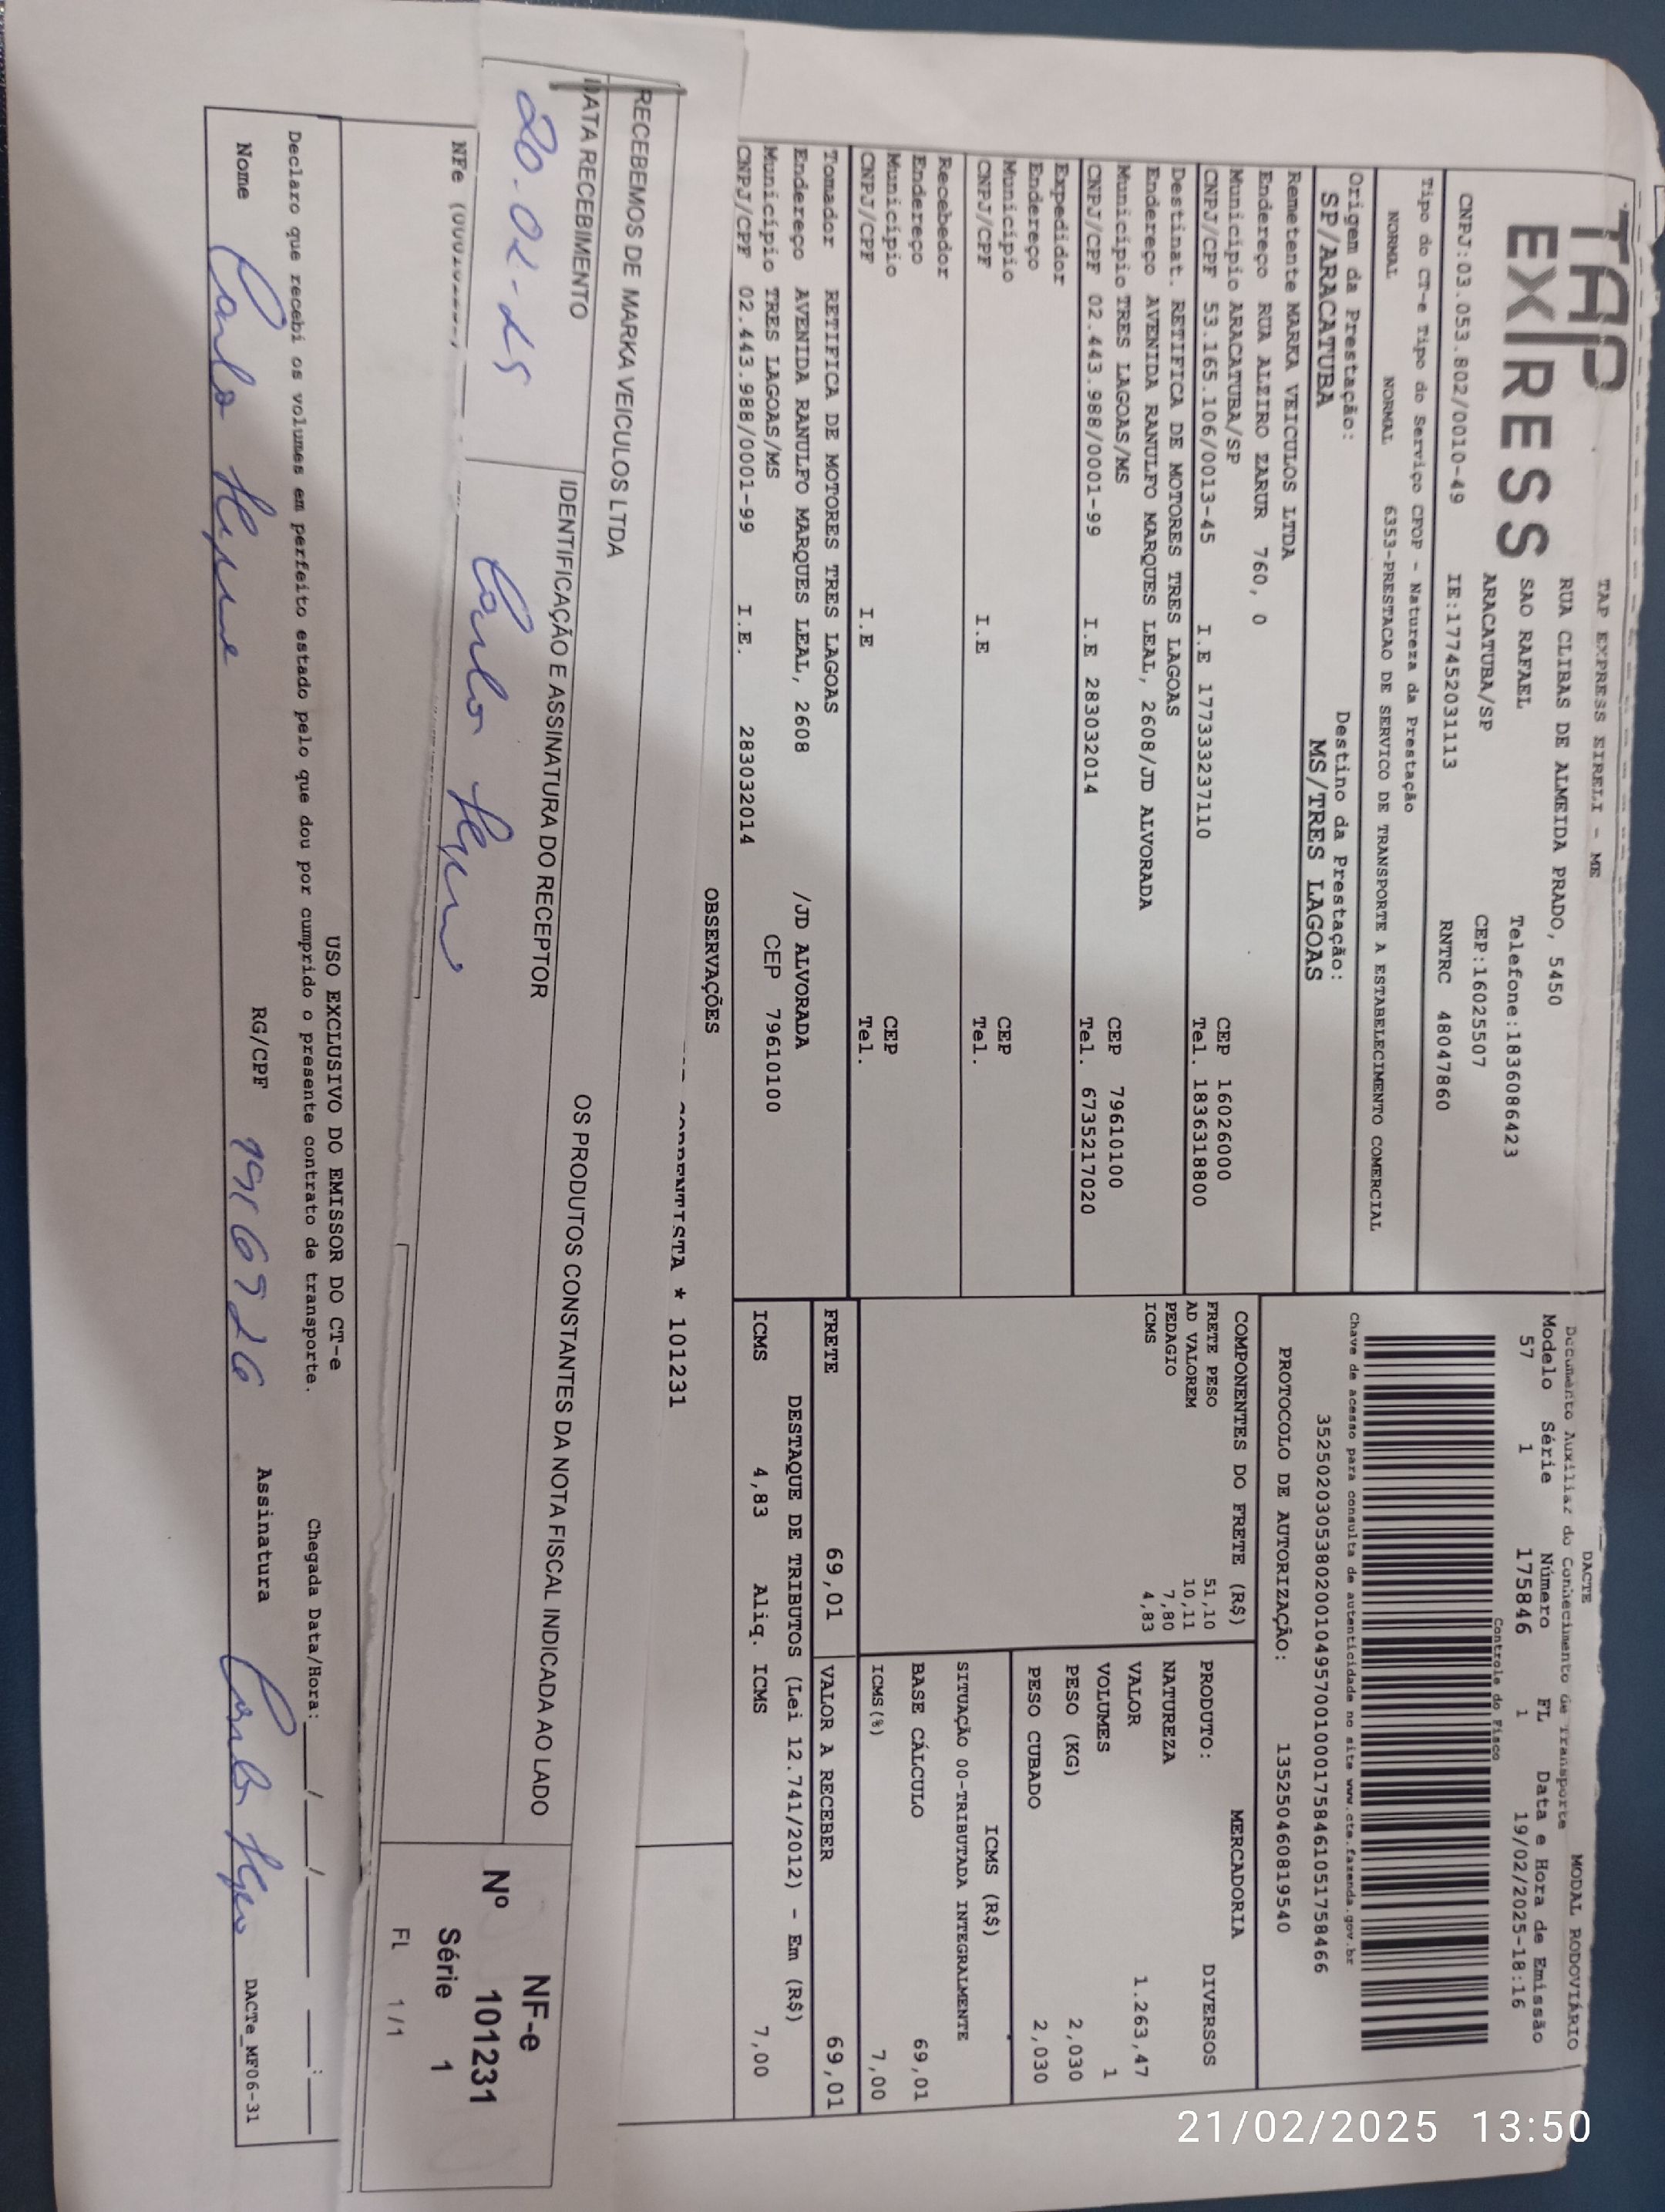 TAP
EXPRESS
TAP EXPRESS EIRELI - ME
RUA CLIBAS DE ALMEIDA PRADO, 5450
SAO RAFAEL Telefone:1836086423
ARACATUBA/SP CEP:16025507
CNPJ:03.053.802/0010-49 IE:177452031113 RNTRC 48047860
DACTE
Documento Auxiliar do Conhecimento de Transporte
MODAL RODOVIÁRIO
Modelo Série Número FL Data e Hora de Emissão
57 1 175846 1 19/02/2025-18:16
Controle do Fisco
Tipo do CT-e Tipo do Serviço CFOP - Natureza da Prestação
NORMAL NORMAL 6353-PRESTACAO DE SERVICO DE TRANSPORTE A ESTABELECIMENTO COMERCIAL
Chave de acesso para consulta de autenticidade no site www.cte.fazenda.gov.br
35250203053802001049570010001758461051758466
Origem da Prestação: Destino da Prestação:
SP/ARACATUBA MS/TRES LAGOAS
PROTOCOLO DE AUTORIZAÇÃO: 135250460819540
Remetente MARKA VEICULOS LTDA
Endereço RUA ALZIRO ZARUR 760, 0
Município ARACATUBA/SP CEP 16026000
CNPJ/CPF 53.165.106/0013-45 I.E 177333237110 Tel. 1836318800
Destinat. RETIFICA DE MOTORES TRES LAGOAS
Endereço AVENIDA RANULFO MARQUES LEAL, 2608/JD ALVORADA
Município TRES LAGOAS/MS CEP 79610100
CNPJ/CPF 02.443.988/0001-99 I.E 283032014 Tel. 6735217020
Expedidor
Endereço
Município CEP
CNPJ/CPF I.E Tel.
Recebedor
Endereço
Município CEP
CNPJ/CPF I.E Tel.
Tomador RETIFICA DE MOTORES TRES LAGOAS
Endereço AVENIDA RANULFO MARQUES LEAL, 2608 /JD ALVORADA
Município TRES LAGOAS/MS CEP 79610100
CNPJ/CPF 02.443.988/0001-99 I.E. 283032014
COMPONENTES DO FRETE (R$)
FRETE PESO 51,10
AD VALOREM 10,11
PEDAGIO 7,80
ICMS 4,83
MERCADORIA
PRODUTO: DIVERSOS
NATUREZA
VALOR 1.263,47
VOLUMES 1
PESO (KG) 2,030
PESO CUBADO 2,030
ICMS (R$)
SITUAÇÃO 00-TRIBUTADA INTEGRALMENTE
BASE CÁLCULO 69,01
ICMS(%) 7,00
FRETE 69,01 VALOR A RECEBER 69,01
DESTAQUE DE TRIBUTOS (Lei 12.741/2012) - Em (R$)
ICMS 4,83 Aliq. ICMS 7,00
OBSERVAÇÕES
* 101231
RECEBEMOS DE MARKA VEICULOS LTDA
OS PRODUTOS CONSTANTES DA NOTA FISCAL INDICADA AO LADO
DATA RECEBIMENTO IDENTIFICAÇÃO E ASSINATURA DO RECEPTOR
20-02-25 Carlos
NF-e
Nº 101231
Série 1
FL 1/1
NFe
USO EXCLUSIVO DO EMISSOR DO CT-e
Declaro que recebi os volumes em perfeito estado pelo que dou por cumprido o presente contrato de transporte. Chegada Data/Hora: / / :
Nome Carlos RG/CPF Assinatura Carlos
DACTe_MF06-31
21/02/2025 13:50